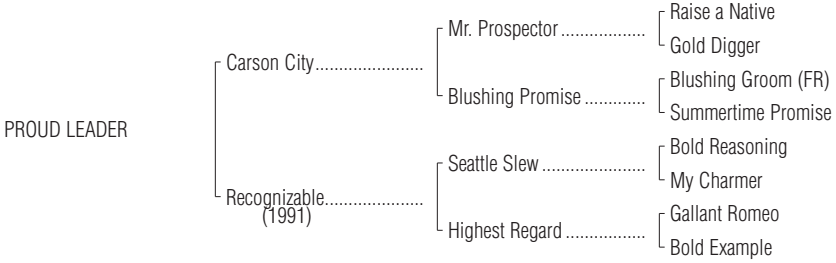 Raise a Native
Mr. Prospector ...................
Gold Digger
Carson City.......................
Blushing Groom (FR)
Blushing Promise .............
Summertime Promise
PROUD LEADER
Bold Reasoning
Seattle Slew ......................
My Charmer
Recognizable.....................
(1991)
Gallant Romeo
Highest Regard .................
Bold Example